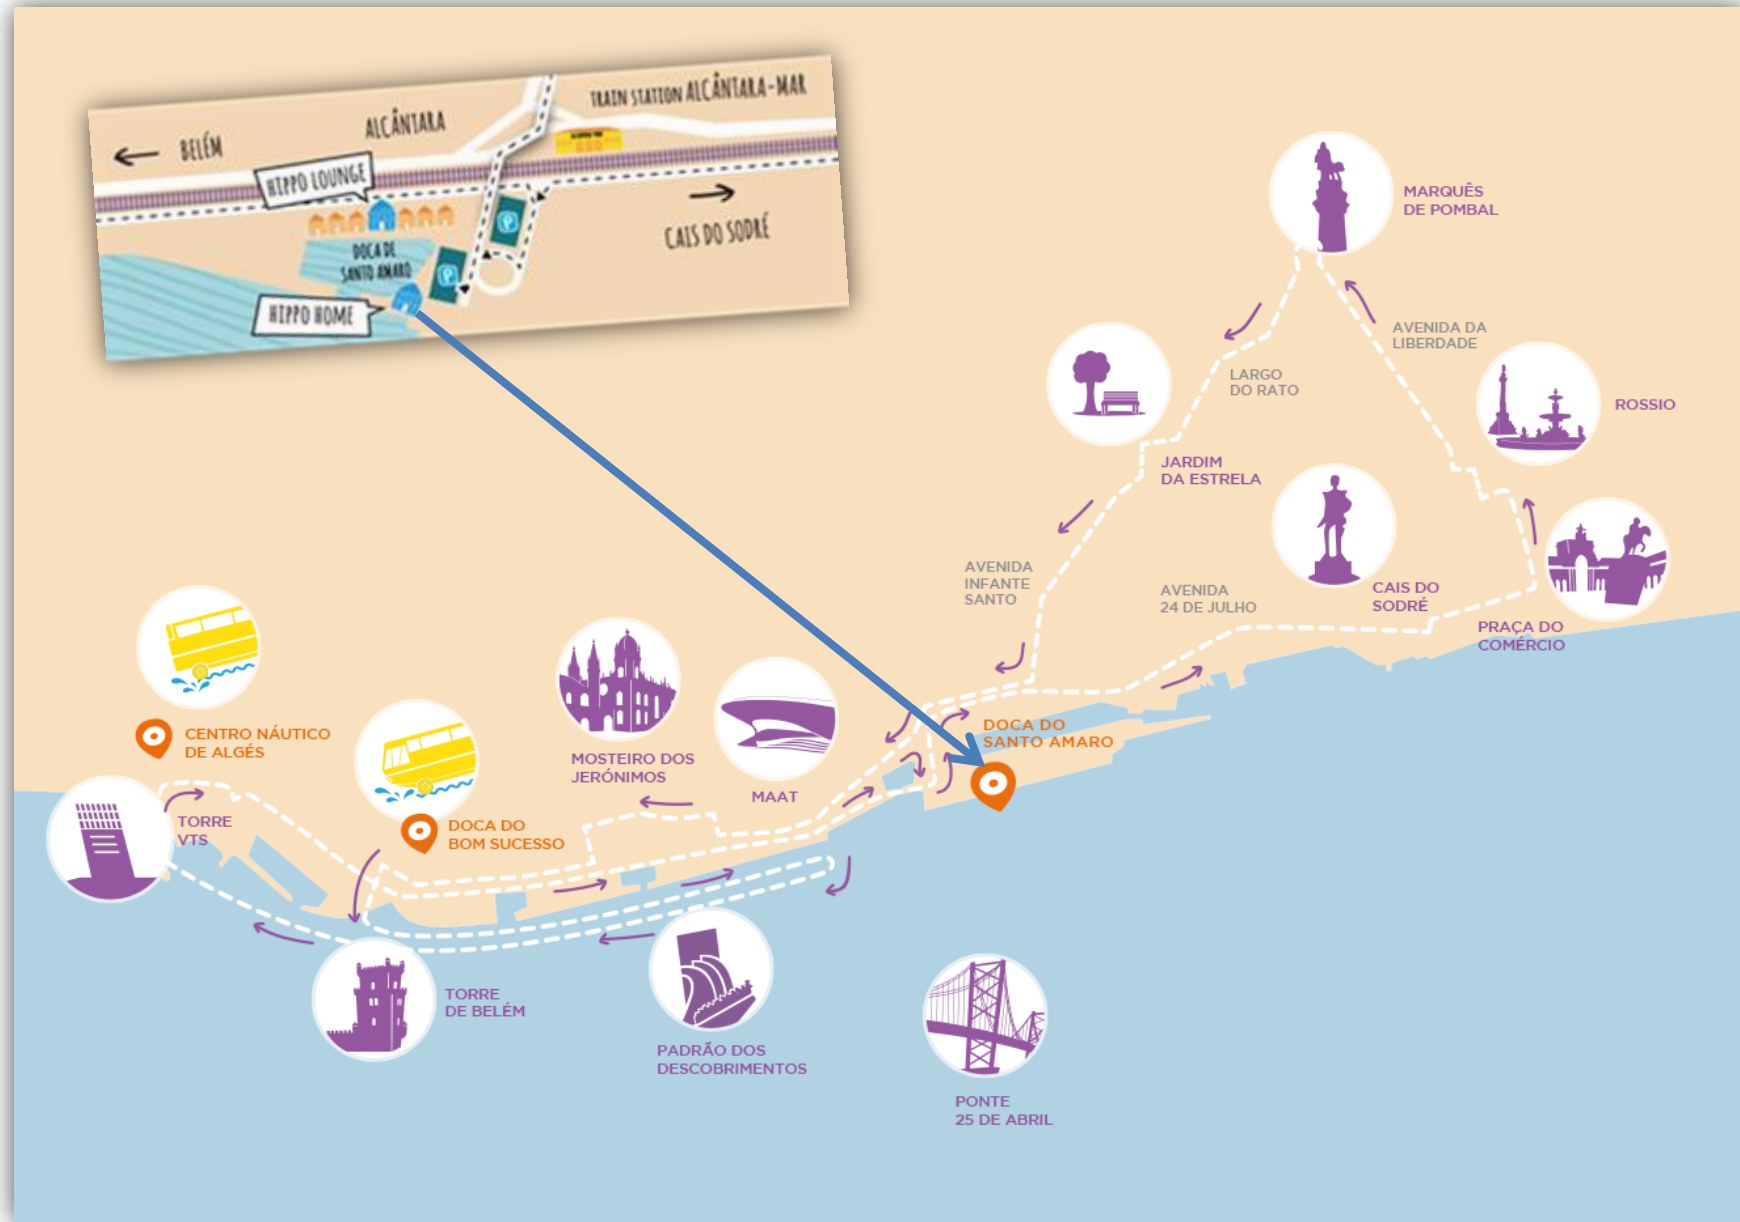 TRAIN STATION ALCÂNTARA-MAR
ALCÂNTARA
BELÉM
HIPPO LOUNGE
P
CAIS DO SODRÉ
DOCA DE
SANTO AMARO
P
HIPPO HOME
MARQUÊS
DE POMBAL
AVENIDA DA
LIBERDADE
LARGO
DO RATO
ROSSIO
JARDIM
DA ESTRELA
AVENIDA
INFANTE
SANTO
AVENIDA
24 DE JULHO
CAIS DO
SODRÉ
PRAÇA DO
COMÉRCIO
CENTRO NÁUTICO
DE ALGÉS
MOSTEIRO DOS
JERÓNIMOS
MAAT
DOCA DO
SANTO AMARO
TORRE
VTS
DOCA DO
BOM SUCESSO
TORRE
DE BELÉM
PADRÃO DOS
DESCOBRIMENTOS
PONTE
25 DE ABRIL